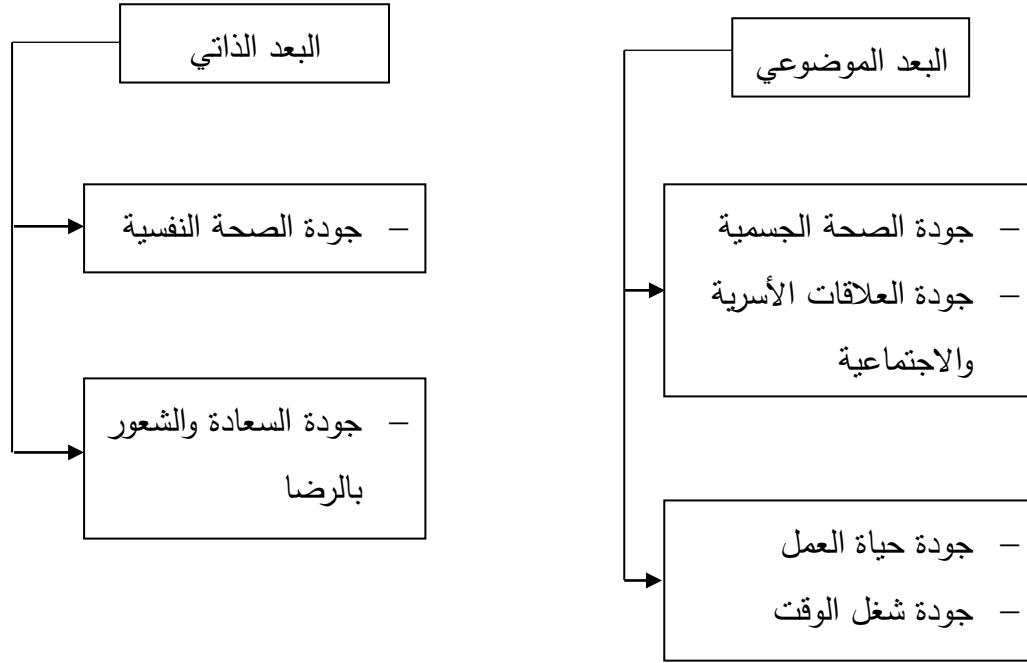 البعد الموضوعي
– جودة الصحة الجسمية
– جودة العلاقات الأسرية
والاجتماعية
– جودة حياة العمل
– جودة شغل الوقت
البعد الذاتي
– جودة الصحة النفسية
– جودة السعادة والشعور
بالرضا